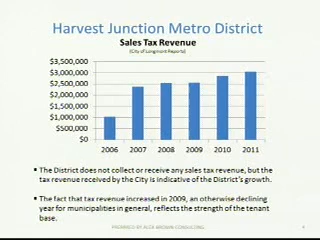 Harvest Junction Metro District
Sales Tax Revenue
(City of Longmont Reports)
$3,500,000
$3,000,000
$2,500,000
$2,000,000
$1,500,000
$1,000,000
$500,000
$0
2006 2007 2008 2009 2010 2011
▪ The District does not collect or receive any sales tax revenue, but the
tax revenue received by the City is indicative of the District's growth.
▪ The fact that tax revenue increased in 2009, an otherwise declining
year for municipalities in general, reflects the strength of the tenant
base.
PREPARED BY ALEX BROWN CONSULTING